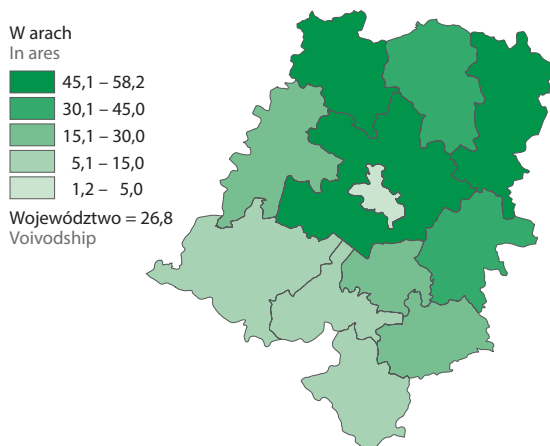 W arach
In ares
45,1 – 58,2
30,1 – 45,0
15,1 – 30,0
5,1 – 15,0
1,2 – 5,0
Województwo = 26,8
Voivodship